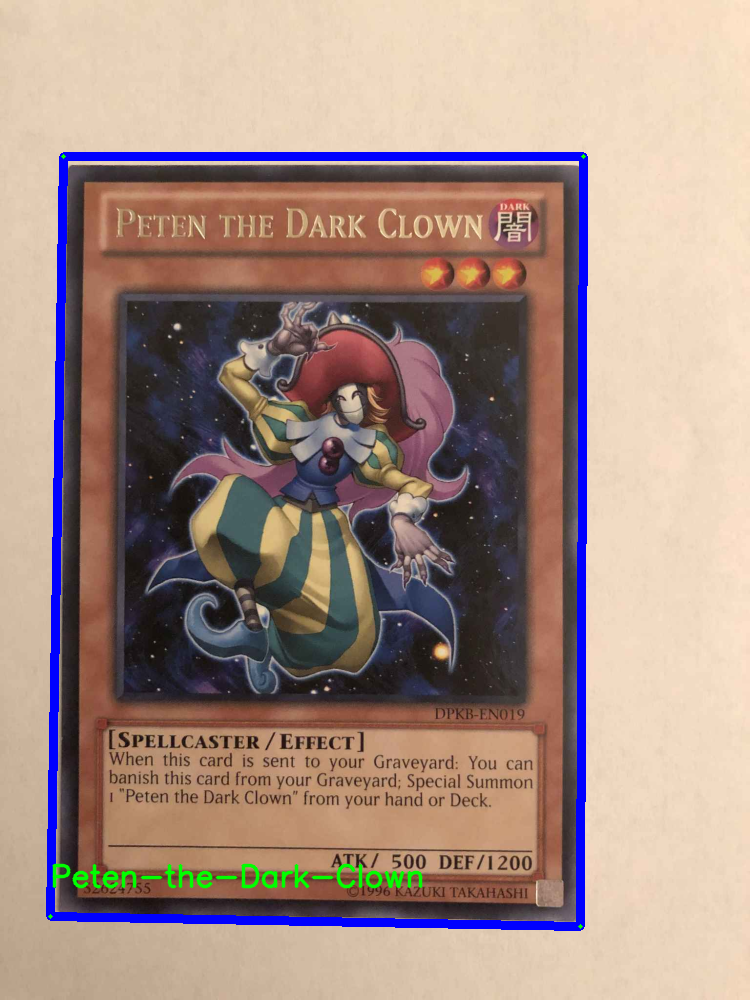 PETEN THE DARK CLOWN
DARK
闇
DPKB-EN019
[SPELLCASTER / EFFECT]
When this card is sent to your Graveyard: You can
banish this card from your Graveyard; Special Summon
1 "Peten the Dark Clown" from your hand or Deck.
ATK/ 500 DEF/1200
Peten-the-Dark-Clown
52624755
©1996 KAZUKI TAKAHASHI